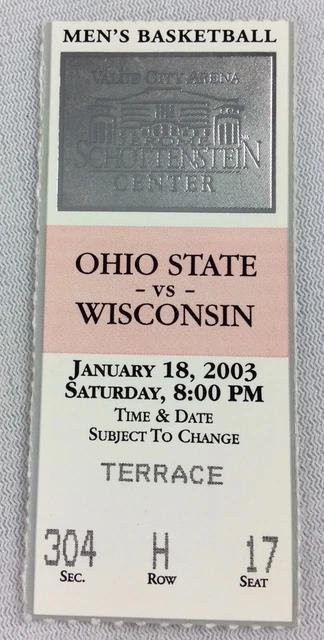 MEN'S BASKETBALL
VALUE CITY ARENA
JEROME
SCHOTTENSTEIN
CENTER
OHIO STATE
- VS -
WISCONSIN
JANUARY 18, 2003
SATURDAY, 8:00 PM
TIME & DATE
SUBJECT TO CHANGE
TERRACE
304 H 17
SEC. ROW SEAT